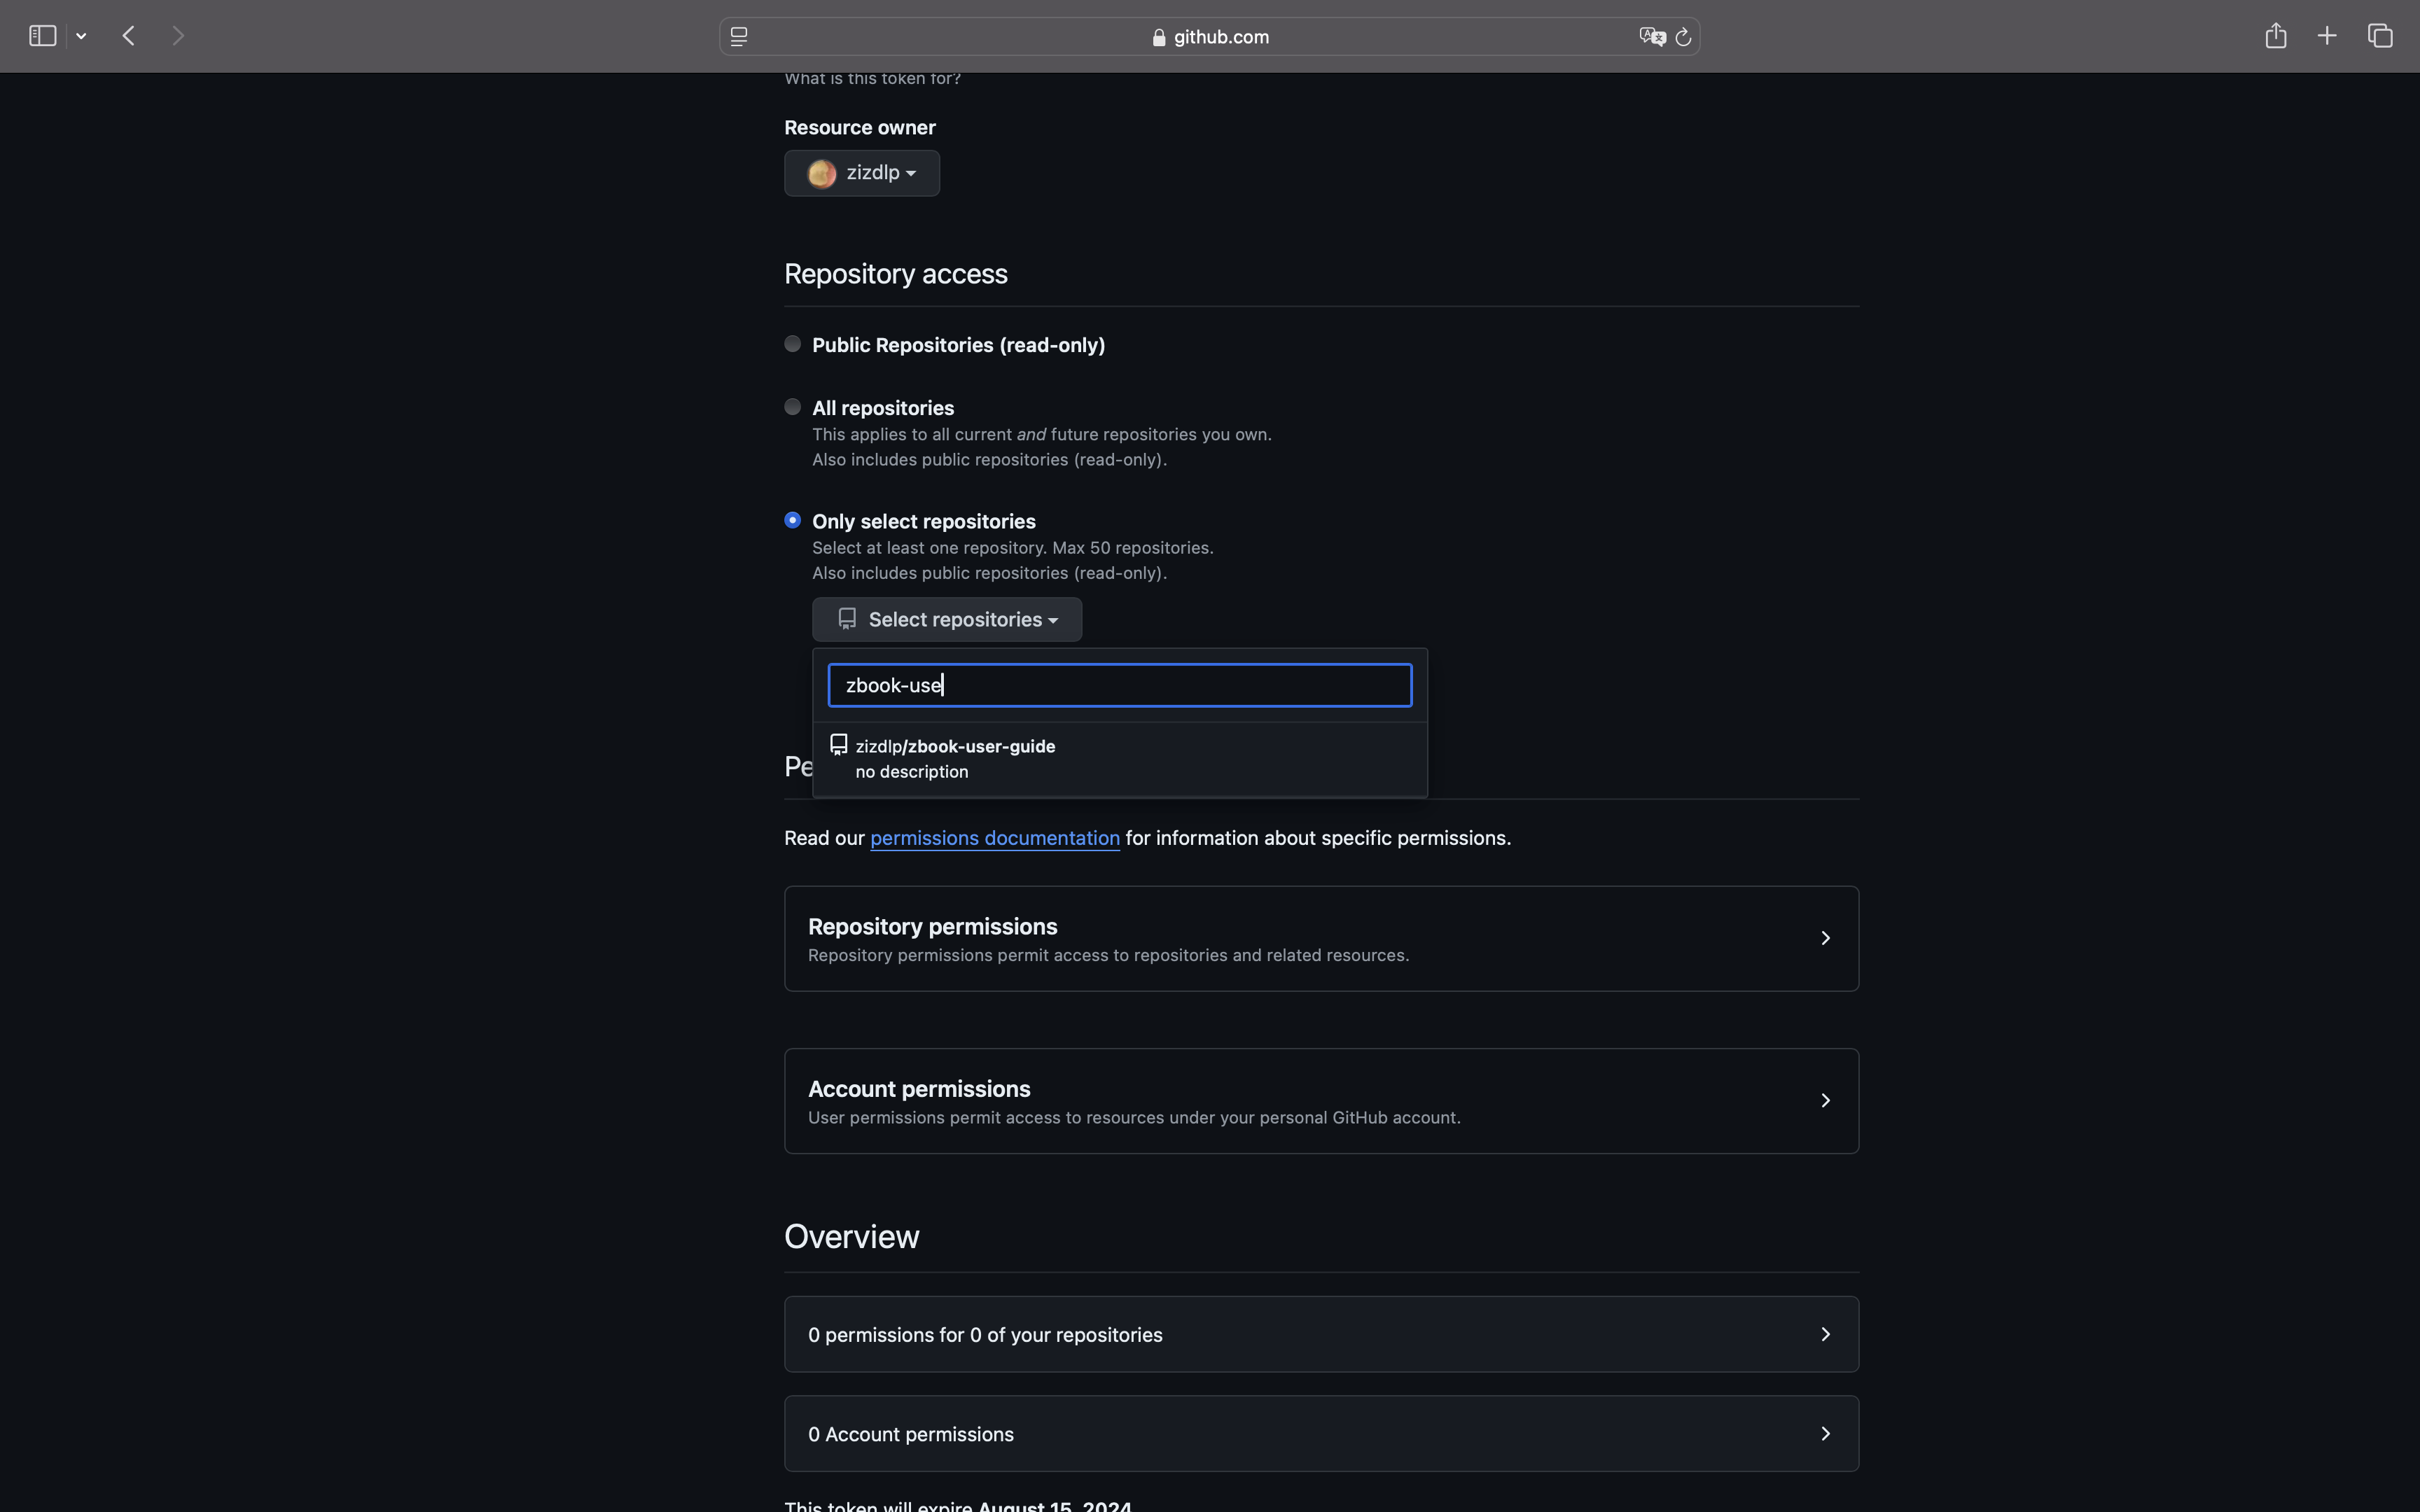 github.com
What is this token for?
Resource owner
zizdlp
Repository access
Public Repositories (read-only)
All repositories
This applies to all current and future repositories you own.
Also includes public repositories (read-only).
Only select repositories
Select at least one repository. Max 50 repositories.
Also includes public repositories (read-only).
Select repositories
zbook-use
zizdlp/zbook-user-guide
no description
Pe
Read our permissions documentation for information about specific permissions.
Repository permissions
Repository permissions permit access to repositories and related resources.
Account permissions
User permissions permit access to resources under your personal GitHub account.
Overview
0 permissions for 0 of your repositories
0 Account permissions
This token will expire August 15, 2024